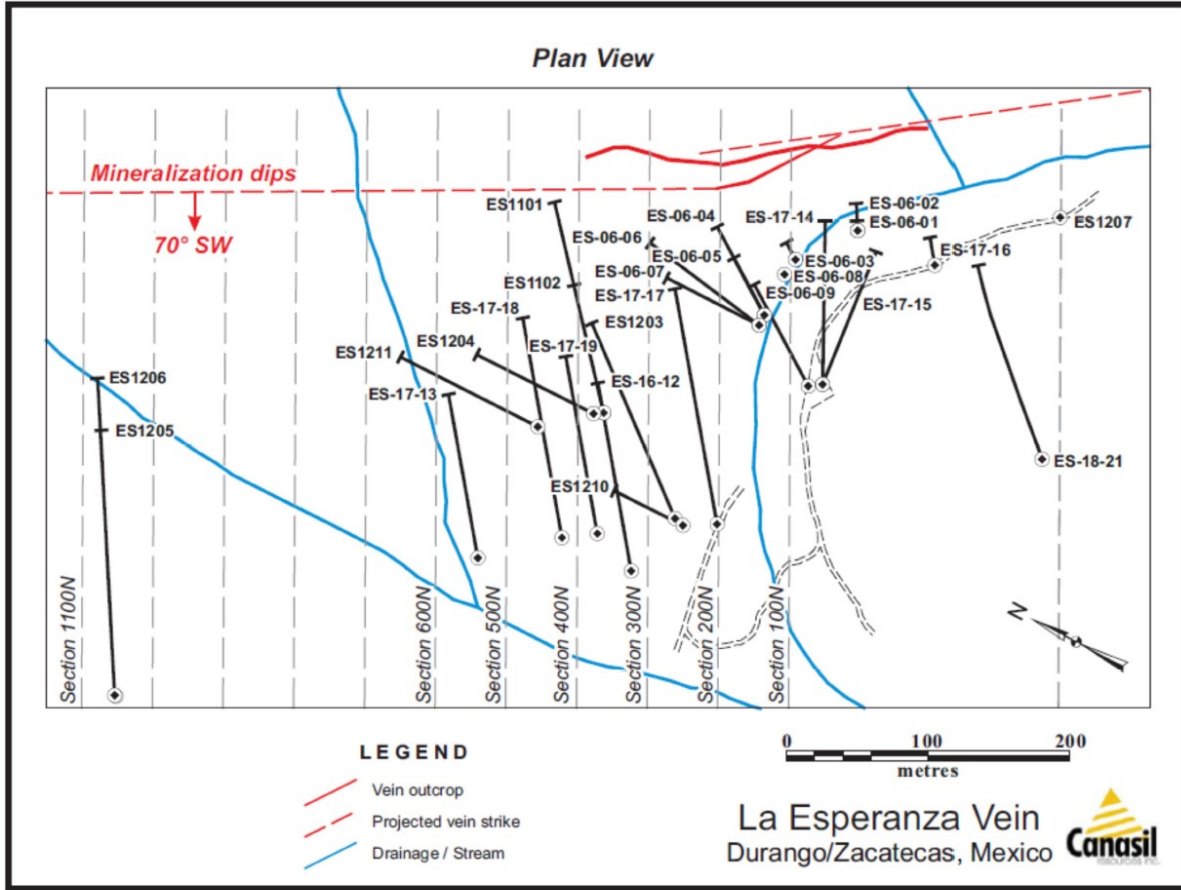 Plan View
Mineralization dips
70° SW
ES1101
ES-06-04
ES-17-14
ES-06-02
ES-06-01
ES1207
ES-06-06
ES-06-05
ES-06-03
ES-17-16
ES-06-07
ES-06-08
ES1102
ES-17-17
ES-06-09
ES-17-15
ES-17-18
ES1203
ES1204
ES-17-19
ES1211
ES-16-12
ES1206
ES-17-13
ES1205
ES-18-21
ES1210
Section 1100N
Section 600N
Section 500N
Section 400N
Section 300N
Section 200N
Section 100N
N
LEGEND
Vein outcrop
Projected vein strike
Drainage / Stream
0 100 200
metres
La Esperanza Vein
Durango/Zacatecas, Mexico
Canasil
resources inc.